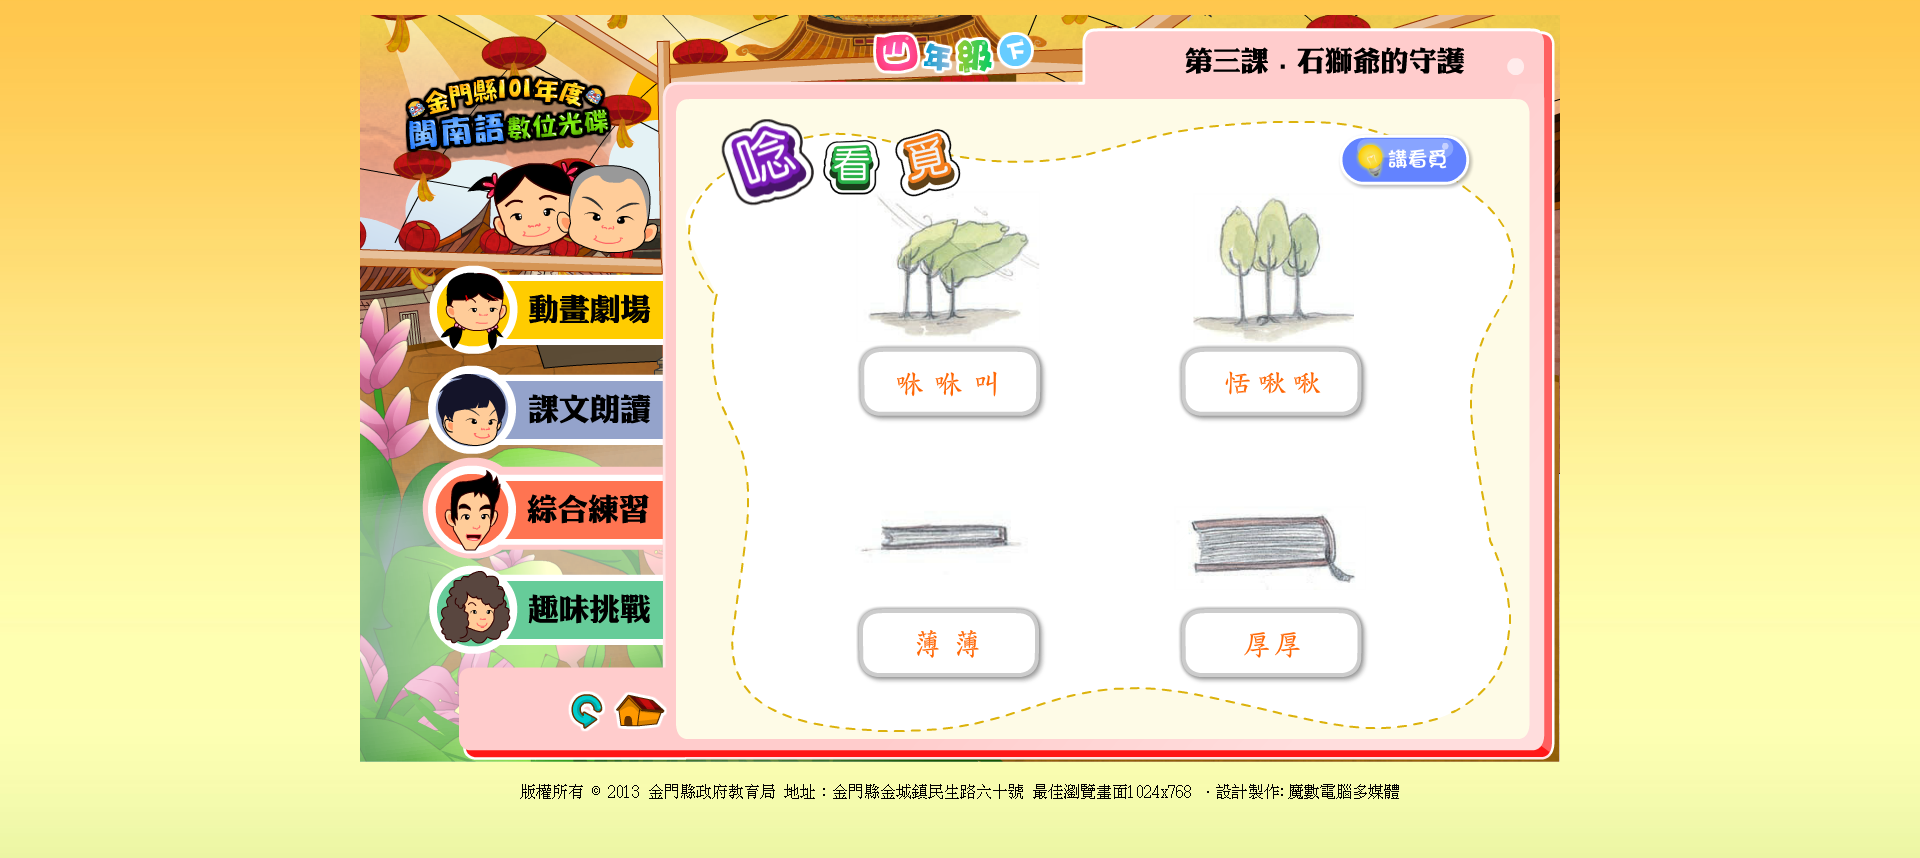 四年級 下
第三課．石獅爺的守護
金門縣101年度
閩南語數位光碟
唸看覓
講看覓
動畫劇場
課文朗讀
綜合練習
趣味挑戰
咻咻叫
恬啾啾
薄薄
厚厚
版權所有 © 2013 金門縣政府教育局 地址：金門縣金城鎮民生路六十號 最佳瀏覽畫面1024x768 ．設計製作: 魔數電腦多媒體